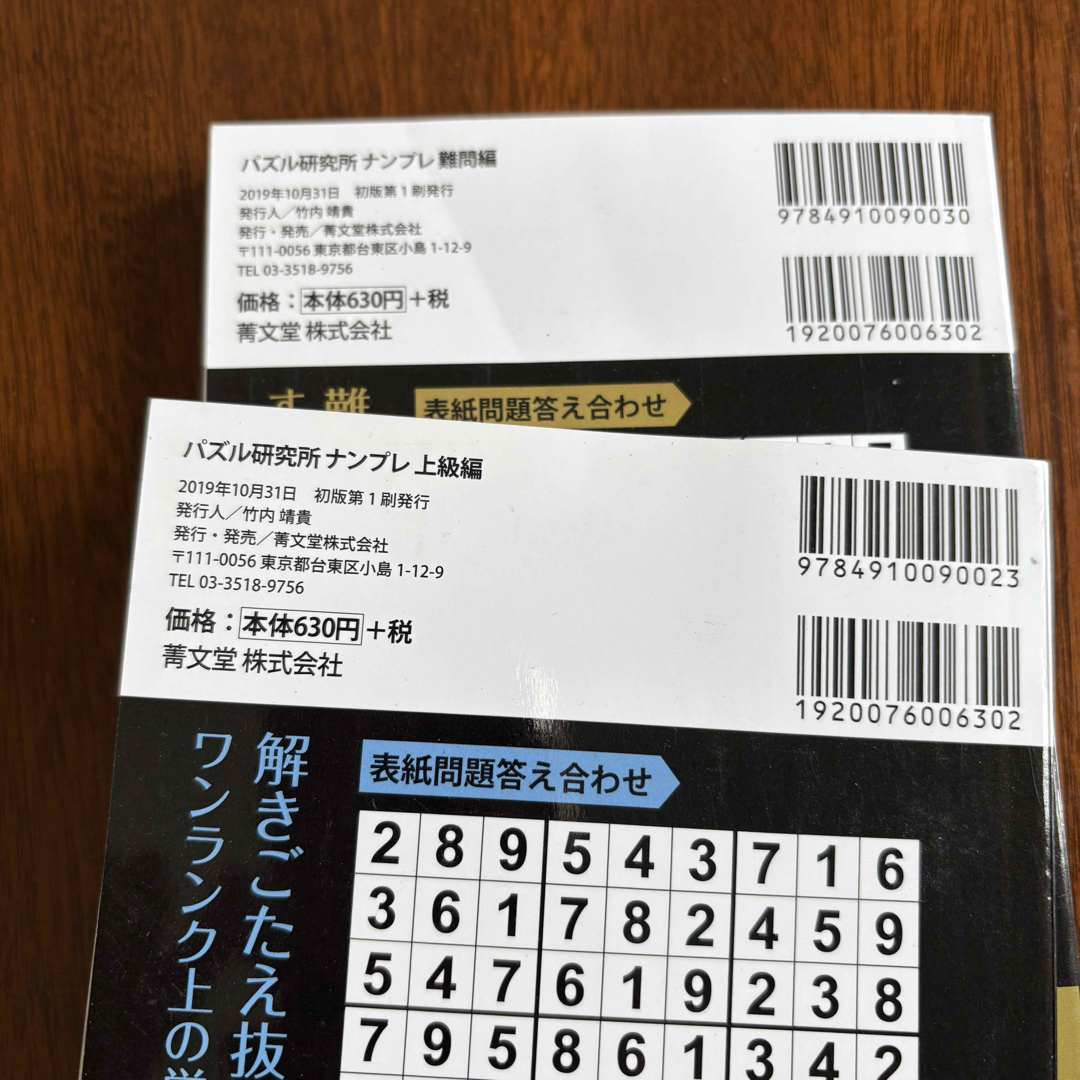 パズル研究所 ナンプレ 難問編
2019年10月31日　初版第1刷発行
発行人／竹内 靖貴
発行・発売／菁文堂株式会社
〒111-0056 東京都台東区小島 1-12-9
TEL 03-3518-9756
価格：本体630円＋税
菁文堂 株式会社
9784910090030
1920076006302
難
す
表紙問題答え合わせ
パズル研究所 ナンプレ 上級編
2019年10月31日　初版第1刷発行
発行人／竹内 靖貴
発行・発売／菁文堂株式会社
〒111-0056 東京都台東区小島 1-12-9
TEL 03-3518-9756
価格：本体630円＋税
菁文堂 株式会社
9784910090023
1920076006302
解きごたえ抜
ワンランク上の
表紙問題答え合わせ
2 8 9 5 4 3 7 1 6
3 6 1 7 8 2 4 5 9
5 4 7 6 1 9 2 3 8
7 9 5 8 6 1 3 4 2